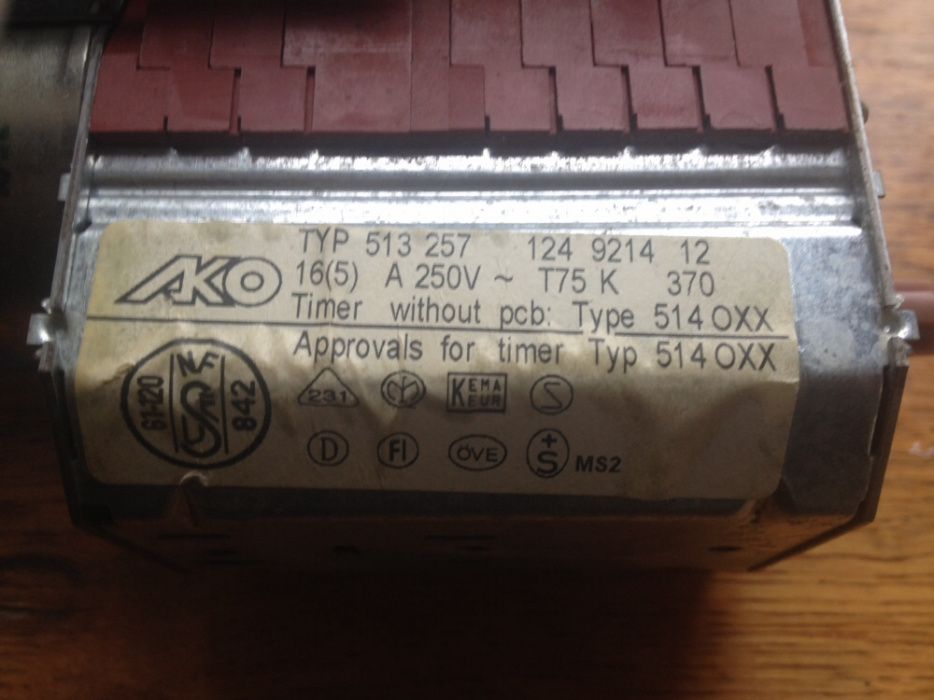 AKO
TYP 513 257 124 9214 12
16(5) A 250V ~ T75 K 370
Timer without pcb: Type 514 OXX
Approvals for timer Typ 514 OXX
61-120
842
231
KEMA
KEUR
S
D
FI
ÖVE
+
S
MS2